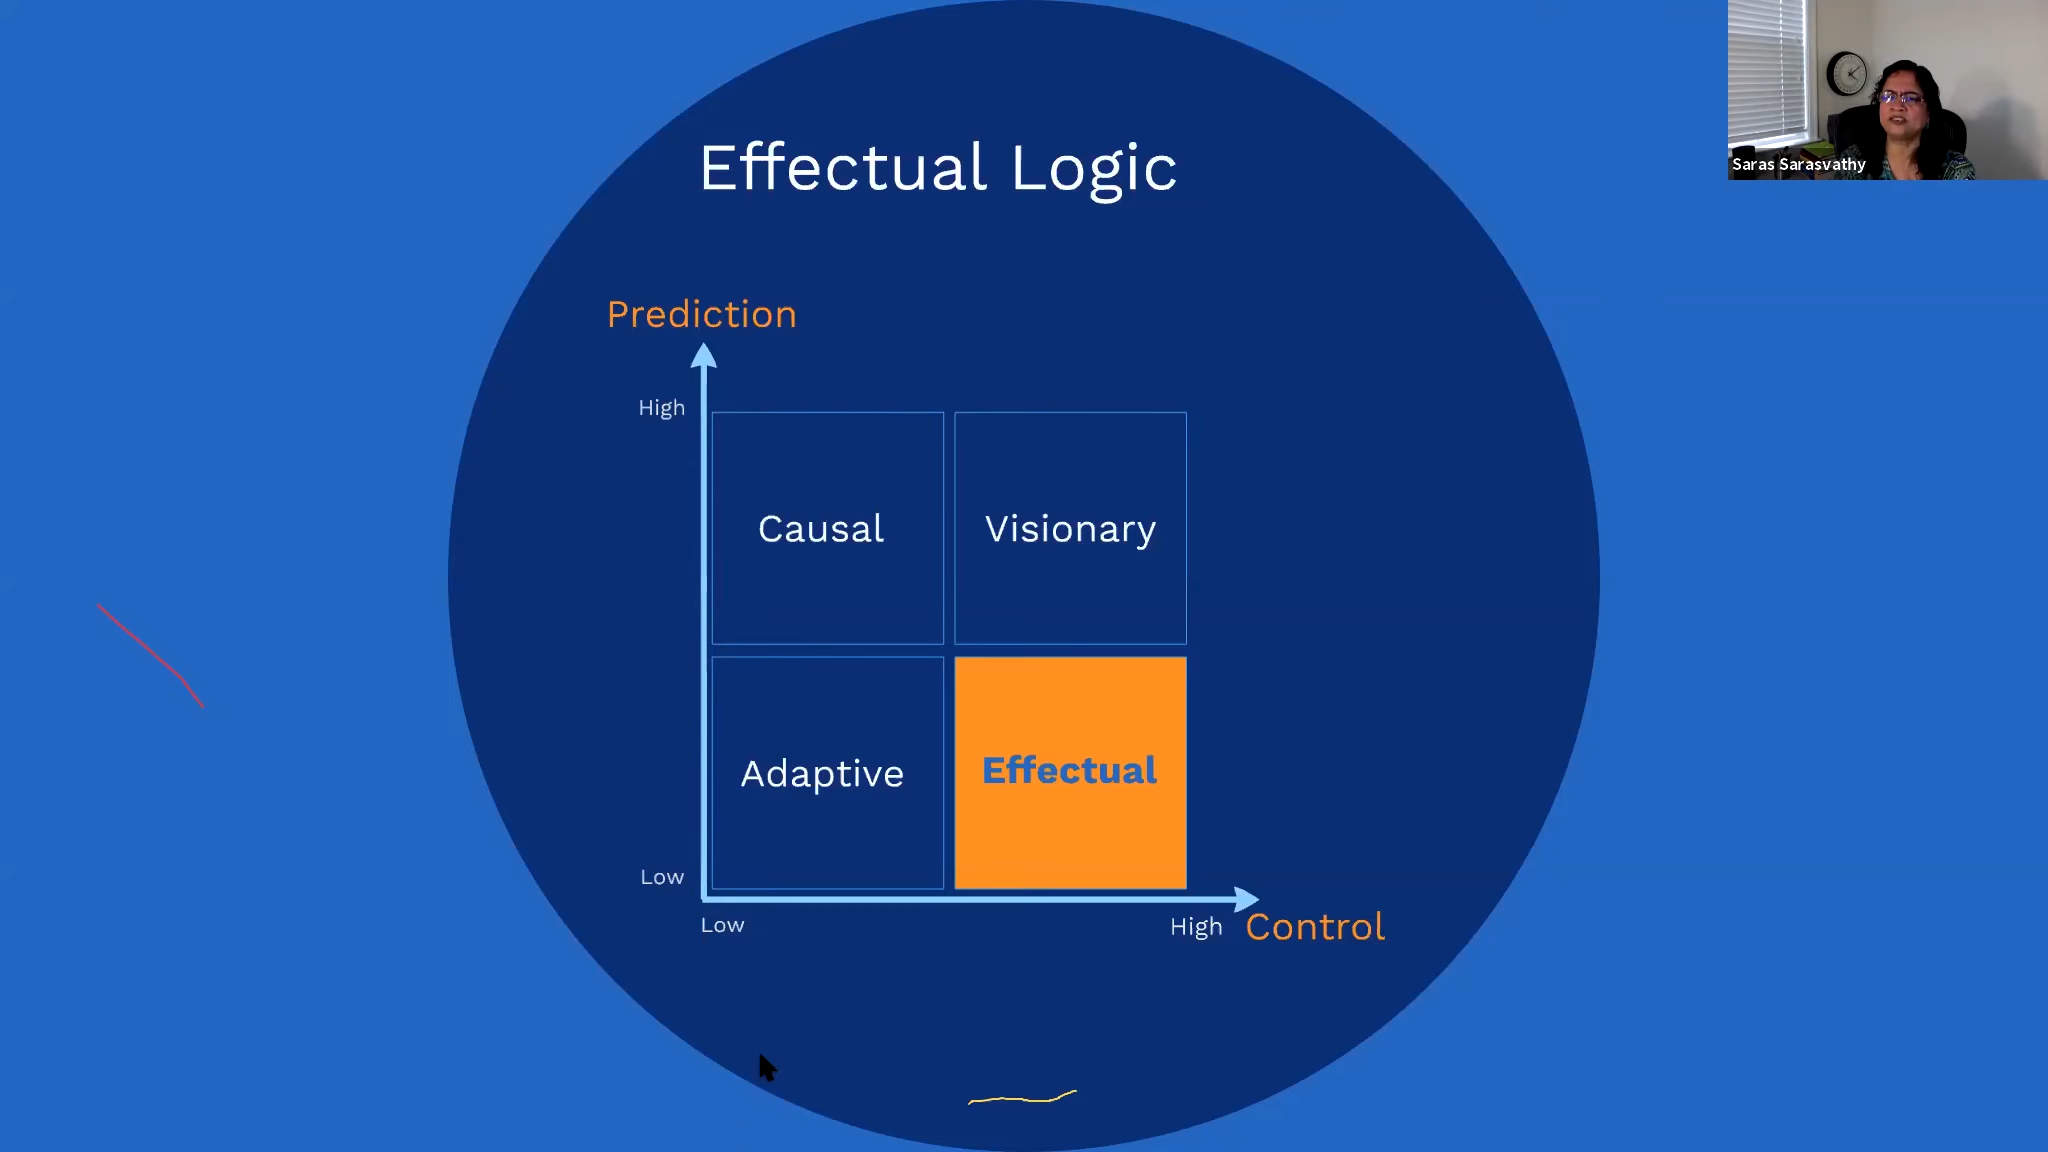 Effectual Logic
Saras Sarasvathy
Prediction
High
Causal
Visionary
Adaptive
Effectual
Low
Low
High
Control